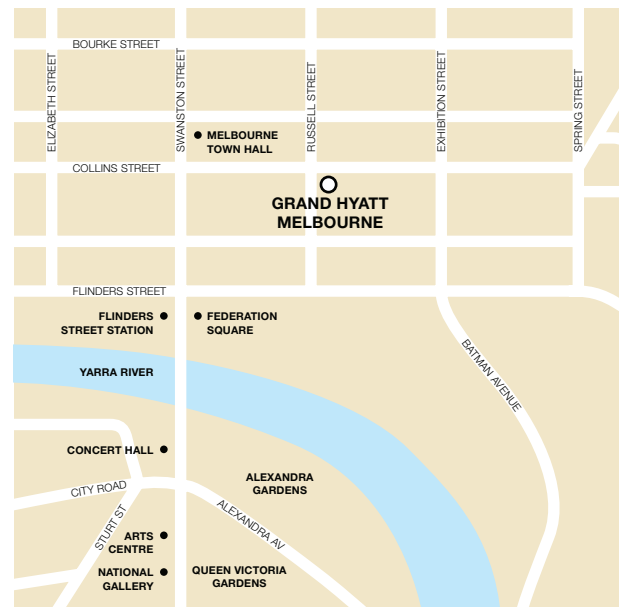 BOURKE STREET
ELIZABETH STREET
SWANSTON STREET
RUSSELL STREET
EXHIBITION STREET
SPRING STREET
MELBOURNE
TOWN HALL
COLLINS STREET
GRAND HYATT
MELBOURNE
FLINDERS STREET
FLINDERS
STREET STATION
FEDERATION
SQUARE
YARRA RIVER
BATMAN AVENUE
CONCERT HALL
ALEXANDRA
GARDENS
CITY ROAD
STURT ST
ALEXANDRA AV
ARTS
CENTRE
NATIONAL
GALLERY
QUEEN VICTORIA
GARDENS